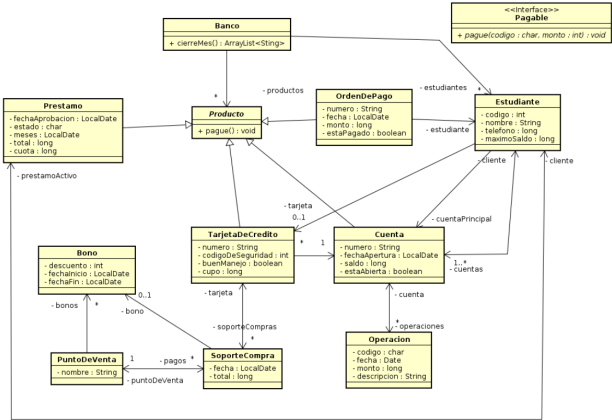 <<Interface>>
Pagable
+ pague(codigo : char, monto : int) : void
Banco
+ cierreMes() : ArrayList<Sting>
*
- productos
- estudiantes
*
Prestamo
- fechaAprobacion : LocalDate
- estado : char
- meses : LocalDate
- total : long
- cuota : long
Producto
+ pague() : void
OrdenDePago
- numero : String
- fecha : LocalDate
- monto : long
- estaPagado : boolean
- estudiante
Estudiante
- codigo : int
- nombre : String
- telefono : long
- maximoSaldo : long
- prestamoActivo
- cliente
- cliente
- tarjeta
0..1
- cuentaPrincipal
TarjetaDeCredito
- numero : String
- codigoDeSeguridad : int
- buenManejo : boolean
- cupo : long
*
1
Cuenta
- numero : String
- fechaApertura : LocalDate
- saldo : long
- estaAbierta : boolean
1..*
- cuentas
Bono
- descuento : int
- fechaInicio : LocalDate
- fechaFin : LocalDate
0..1
- tarjeta
- cuenta
- bonos
*
- bono
- soporteCompras
*
*
- operaciones
Operacion
- codigo : char
- fecha : Date
- monto : long
- descripcion : String
PuntoDeVenta
- nombre : String
1
- pagos
*
- puntoDeVenta
SoporteCompra
- fecha : LocalDate
- total : long